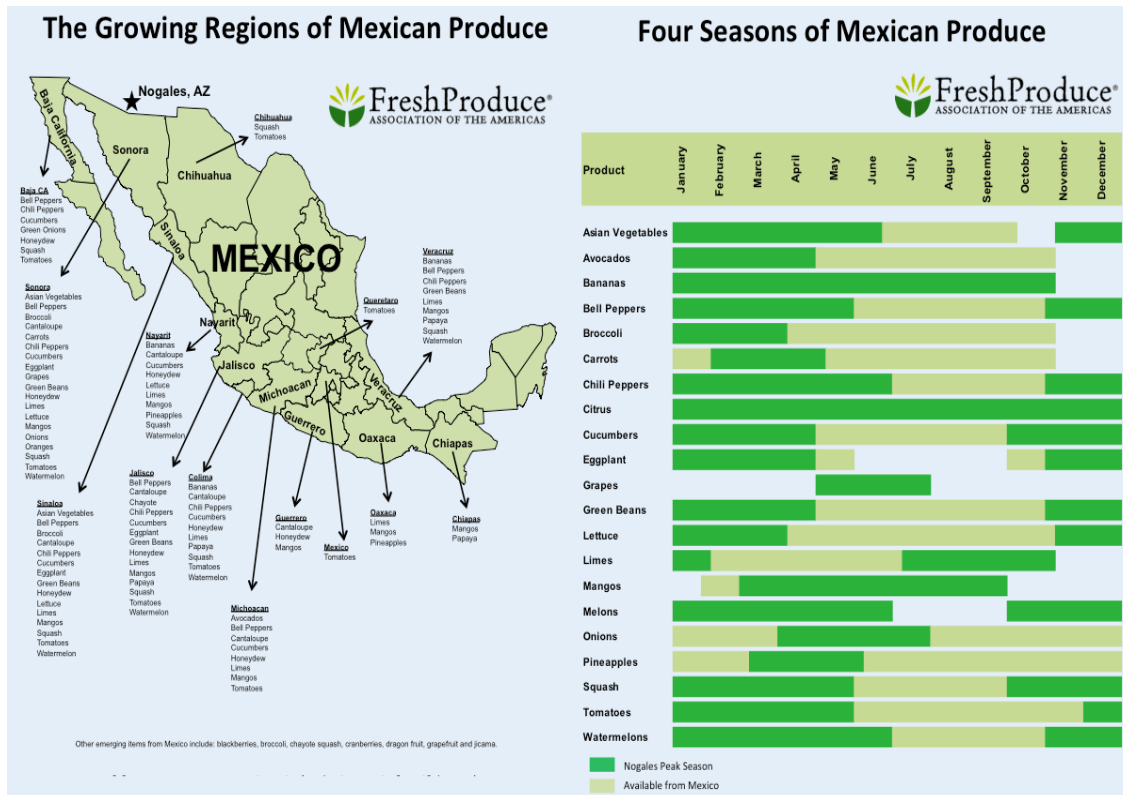 The Growing Regions of Mexican Produce
Nogales, AZ
FreshProduce®
ASSOCIATION OF THE AMERICAS
Baja California
Sonora
Chihuahua
Sinaloa
MEXICO
Nayarit
Jalisco
Michoacan
Guerrero
Veracruz
Oaxaca
Chiapas
Chihuahua
Squash
Tomatoes
Baja CA
Bell Peppers
Chili Peppers
Cucumbers
Green Onions
Honeydew
Squash
Tomatoes
Sonora
Asian Vegetables
Bell Peppers
Broccoli
Cantaloupe
Carrots
Chili Peppers
Cucumbers
Eggplant
Grapes
Green Beans
Honeydew
Limes
Lettuce
Mangos
Onions
Oranges
Squash
Tomatoes
Watermelon
Sinaloa
Asian Vegetables
Bell Peppers
Broccoli
Cantaloupe
Chili Peppers
Cucumbers
Eggplant
Green Beans
Honeydew
Lettuce
Limes
Mangos
Squash
Tomatoes
Watermelon
Nayarit
Bananas
Cantaloupe
Cucumbers
Honeydew
Lettuce
Limes
Mangos
Pineapples
Squash
Watermelon
Jalisco
Bell Peppers
Cantaloupe
Chayote
Chili Peppers
Cucumbers
Eggplant
Green Beans
Honeydew
Limes
Mangos
Papaya
Squash
Tomatoes
Watermelon
Colima
Bananas
Cantaloupe
Chili Peppers
Cucumbers
Honeydew
Limes
Papaya
Squash
Tomatoes
Watermelon
Michoacan
Avocados
Bell Peppers
Cantaloupe
Cucumbers
Honeydew
Limes
Mangos
Tomatoes
Guerrero
Cantaloupe
Honeydew
Mangos
Mexico
Tomatoes
Queretaro
Tomatoes
Veracruz
Bananas
Bell Peppers
Chili Peppers
Green Beans
Limes
Mangos
Papaya
Squash
Watermelon
Oaxaca
Limes
Mangos
Pineapples
Chiapas
Mangos
Papaya
Other emerging items from Mexico include: blackberries, broccoli, chayote squash, cranberries, dragon fruit, grapefruit and jicama.
Four Seasons of Mexican Produce
FreshProduce®
ASSOCIATION OF THE AMERICAS
Product January February March April May June July August September October November December
Asian Vegetables
Avocados
Bananas
Bell Peppers
Broccoli
Carrots
Chili Peppers
Citrus
Cucumbers
Eggplant
Grapes
Green Beans
Lettuce
Limes
Mangos
Melons
Onions
Pineapples
Squash
Tomatoes
Watermelons
Nogales Peak Season
Available from Mexico